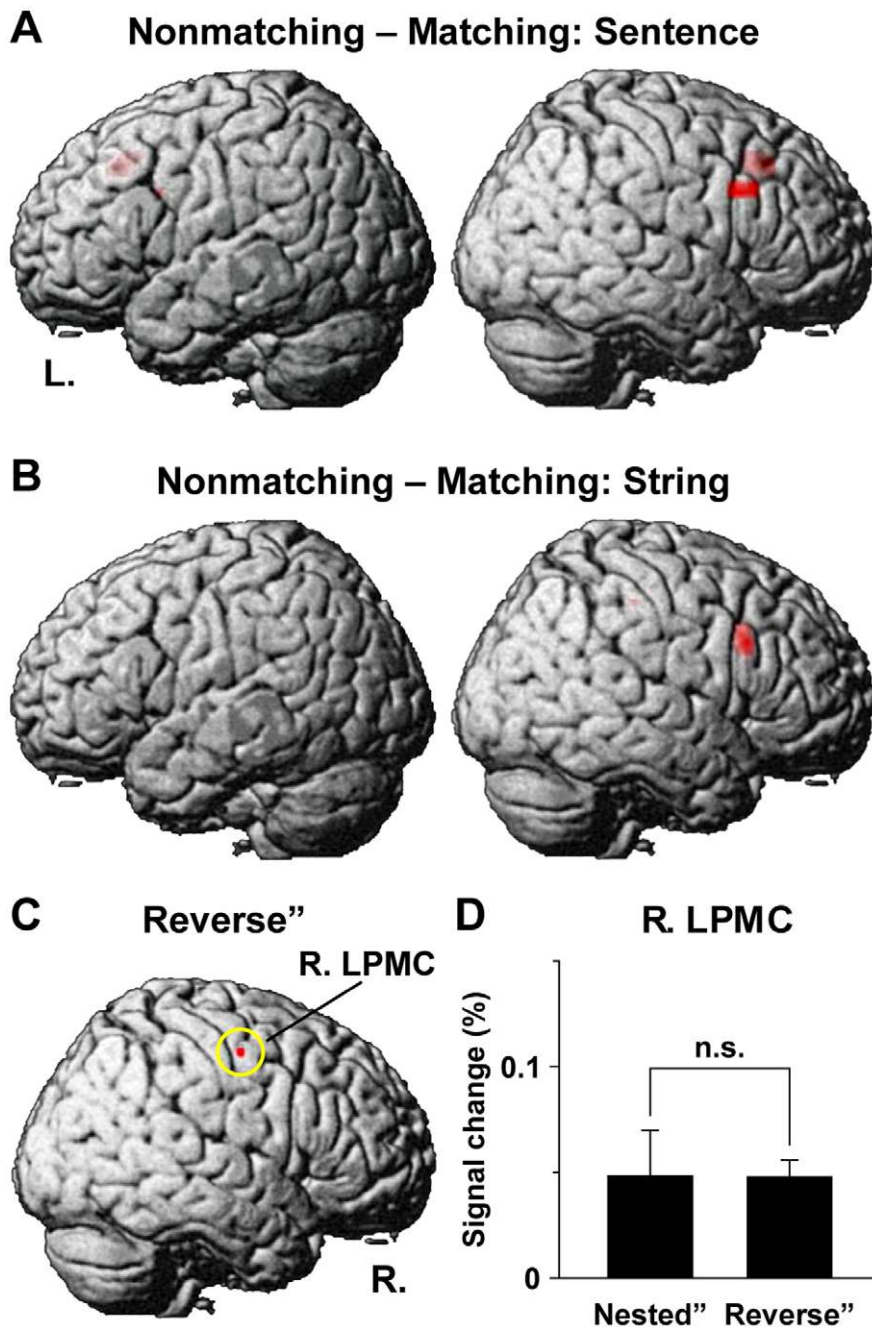 A
Nonmatching – Matching: Sentence
L.
B
Nonmatching – Matching: String
C
Reverse”
R. LPMC
R.
D
R. LPMC
Signal change (%)
0.1
n.s.
0
Nested” Reverse”